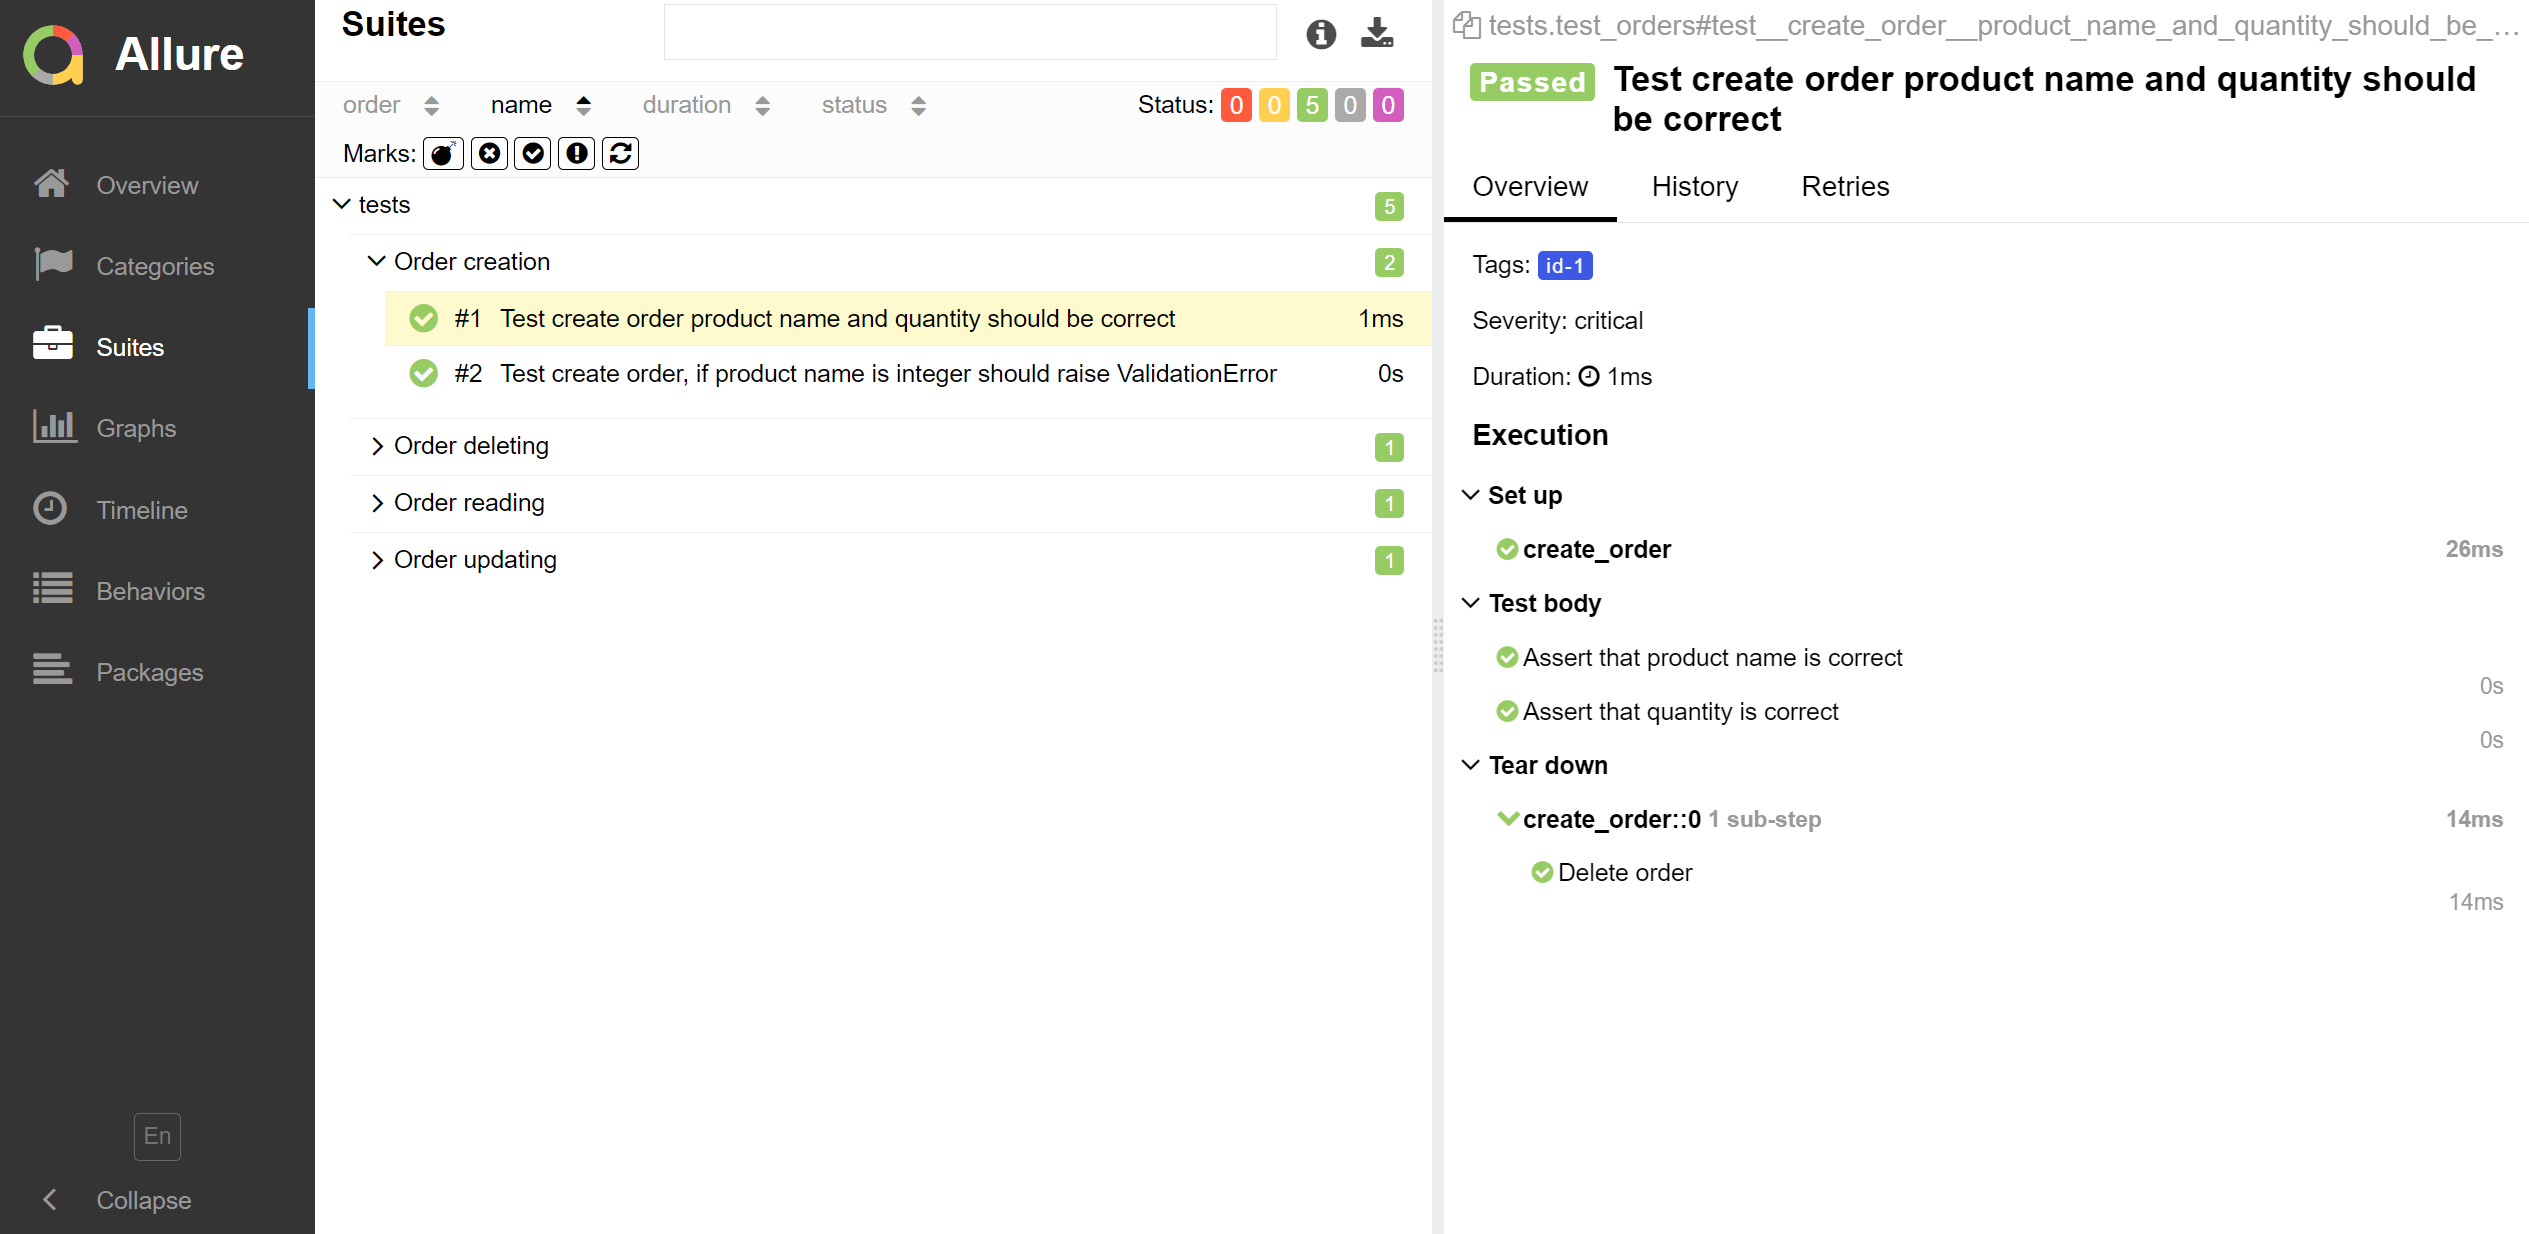 Allure
Overview
Categories
Suites
Graphs
Timeline
Behaviors
Packages
En
Collapse
Suites
order name duration status Status: 0 0 5 0 0
Marks:
tests 5
Order creation 2
#1 Test create order product name and quantity should be correct 1ms
#2 Test create order, if product name is integer should raise ValidationError 0s
Order deleting 1
Order reading 1
Order updating 1
tests.test_orders#test__create_order__product_name_and_quantity_should_be_...
Passed Test create order product name and quantity should
be correct
Overview History Retries
Tags: id-1
Severity: critical
Duration: 1ms
Execution
Set up
create_order 26ms
Test body
Assert that product name is correct
0s
Assert that quantity is correct
0s
Tear down
create_order::0 1 sub-step 14ms
Delete order
14ms